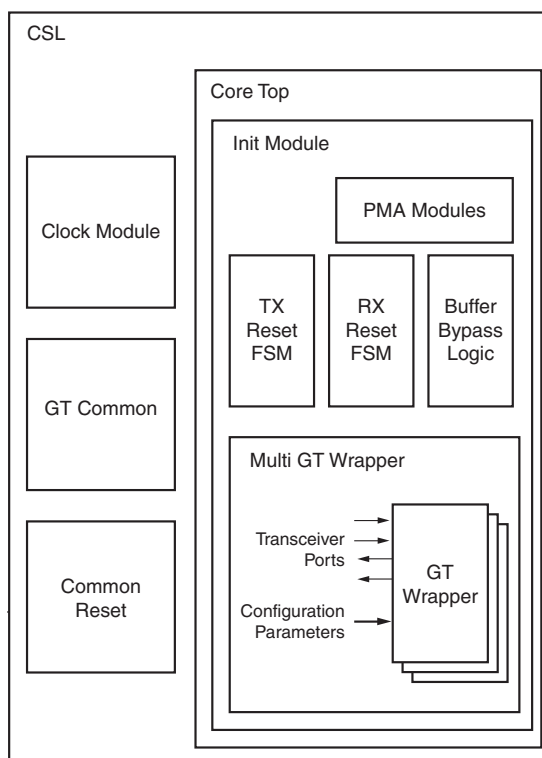 CSL
Core Top
Init Module
PMA Modules
Clock Module
TX
Reset
FSM
RX
Reset
FSM
Buffer
Bypass
Logic
GT Common
Multi GT Wrapper
Transceiver
Ports
GT
Wrapper
Configuration
Parameters
Common
Reset